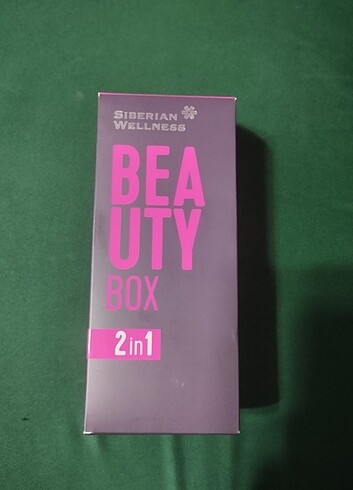 SIBERIAN
WELLNESS
BEA
UTY
BOX
2in1